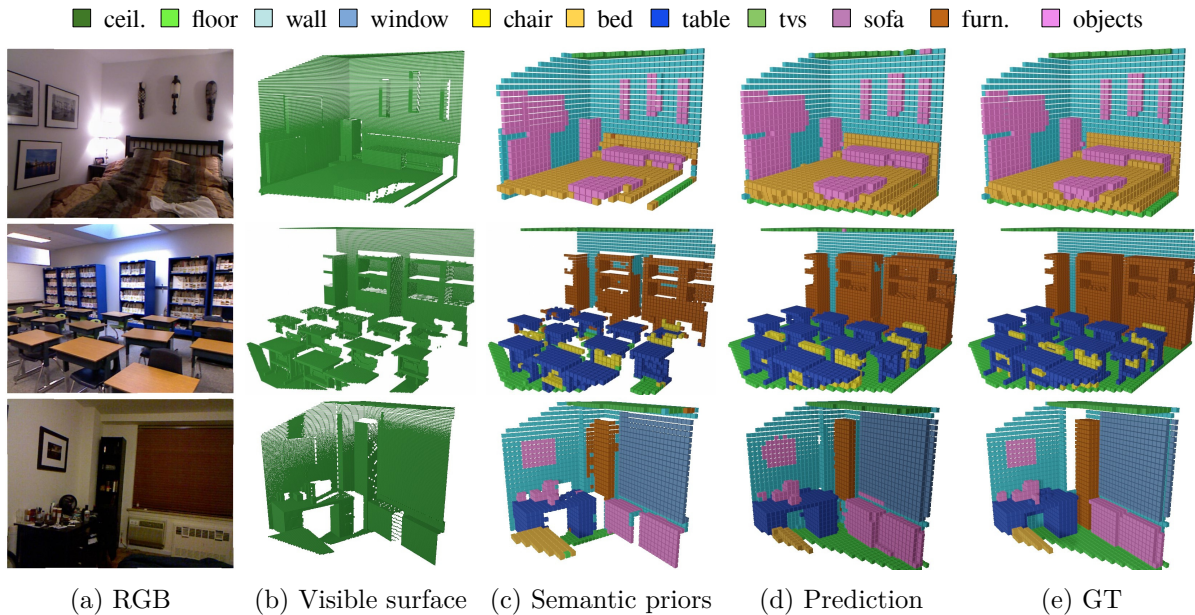 ceil. floor wall window chair bed table tvs sofa furn. objects
(a) RGB (b) Visible surface (c) Semantic priors (d) Prediction (e) GT